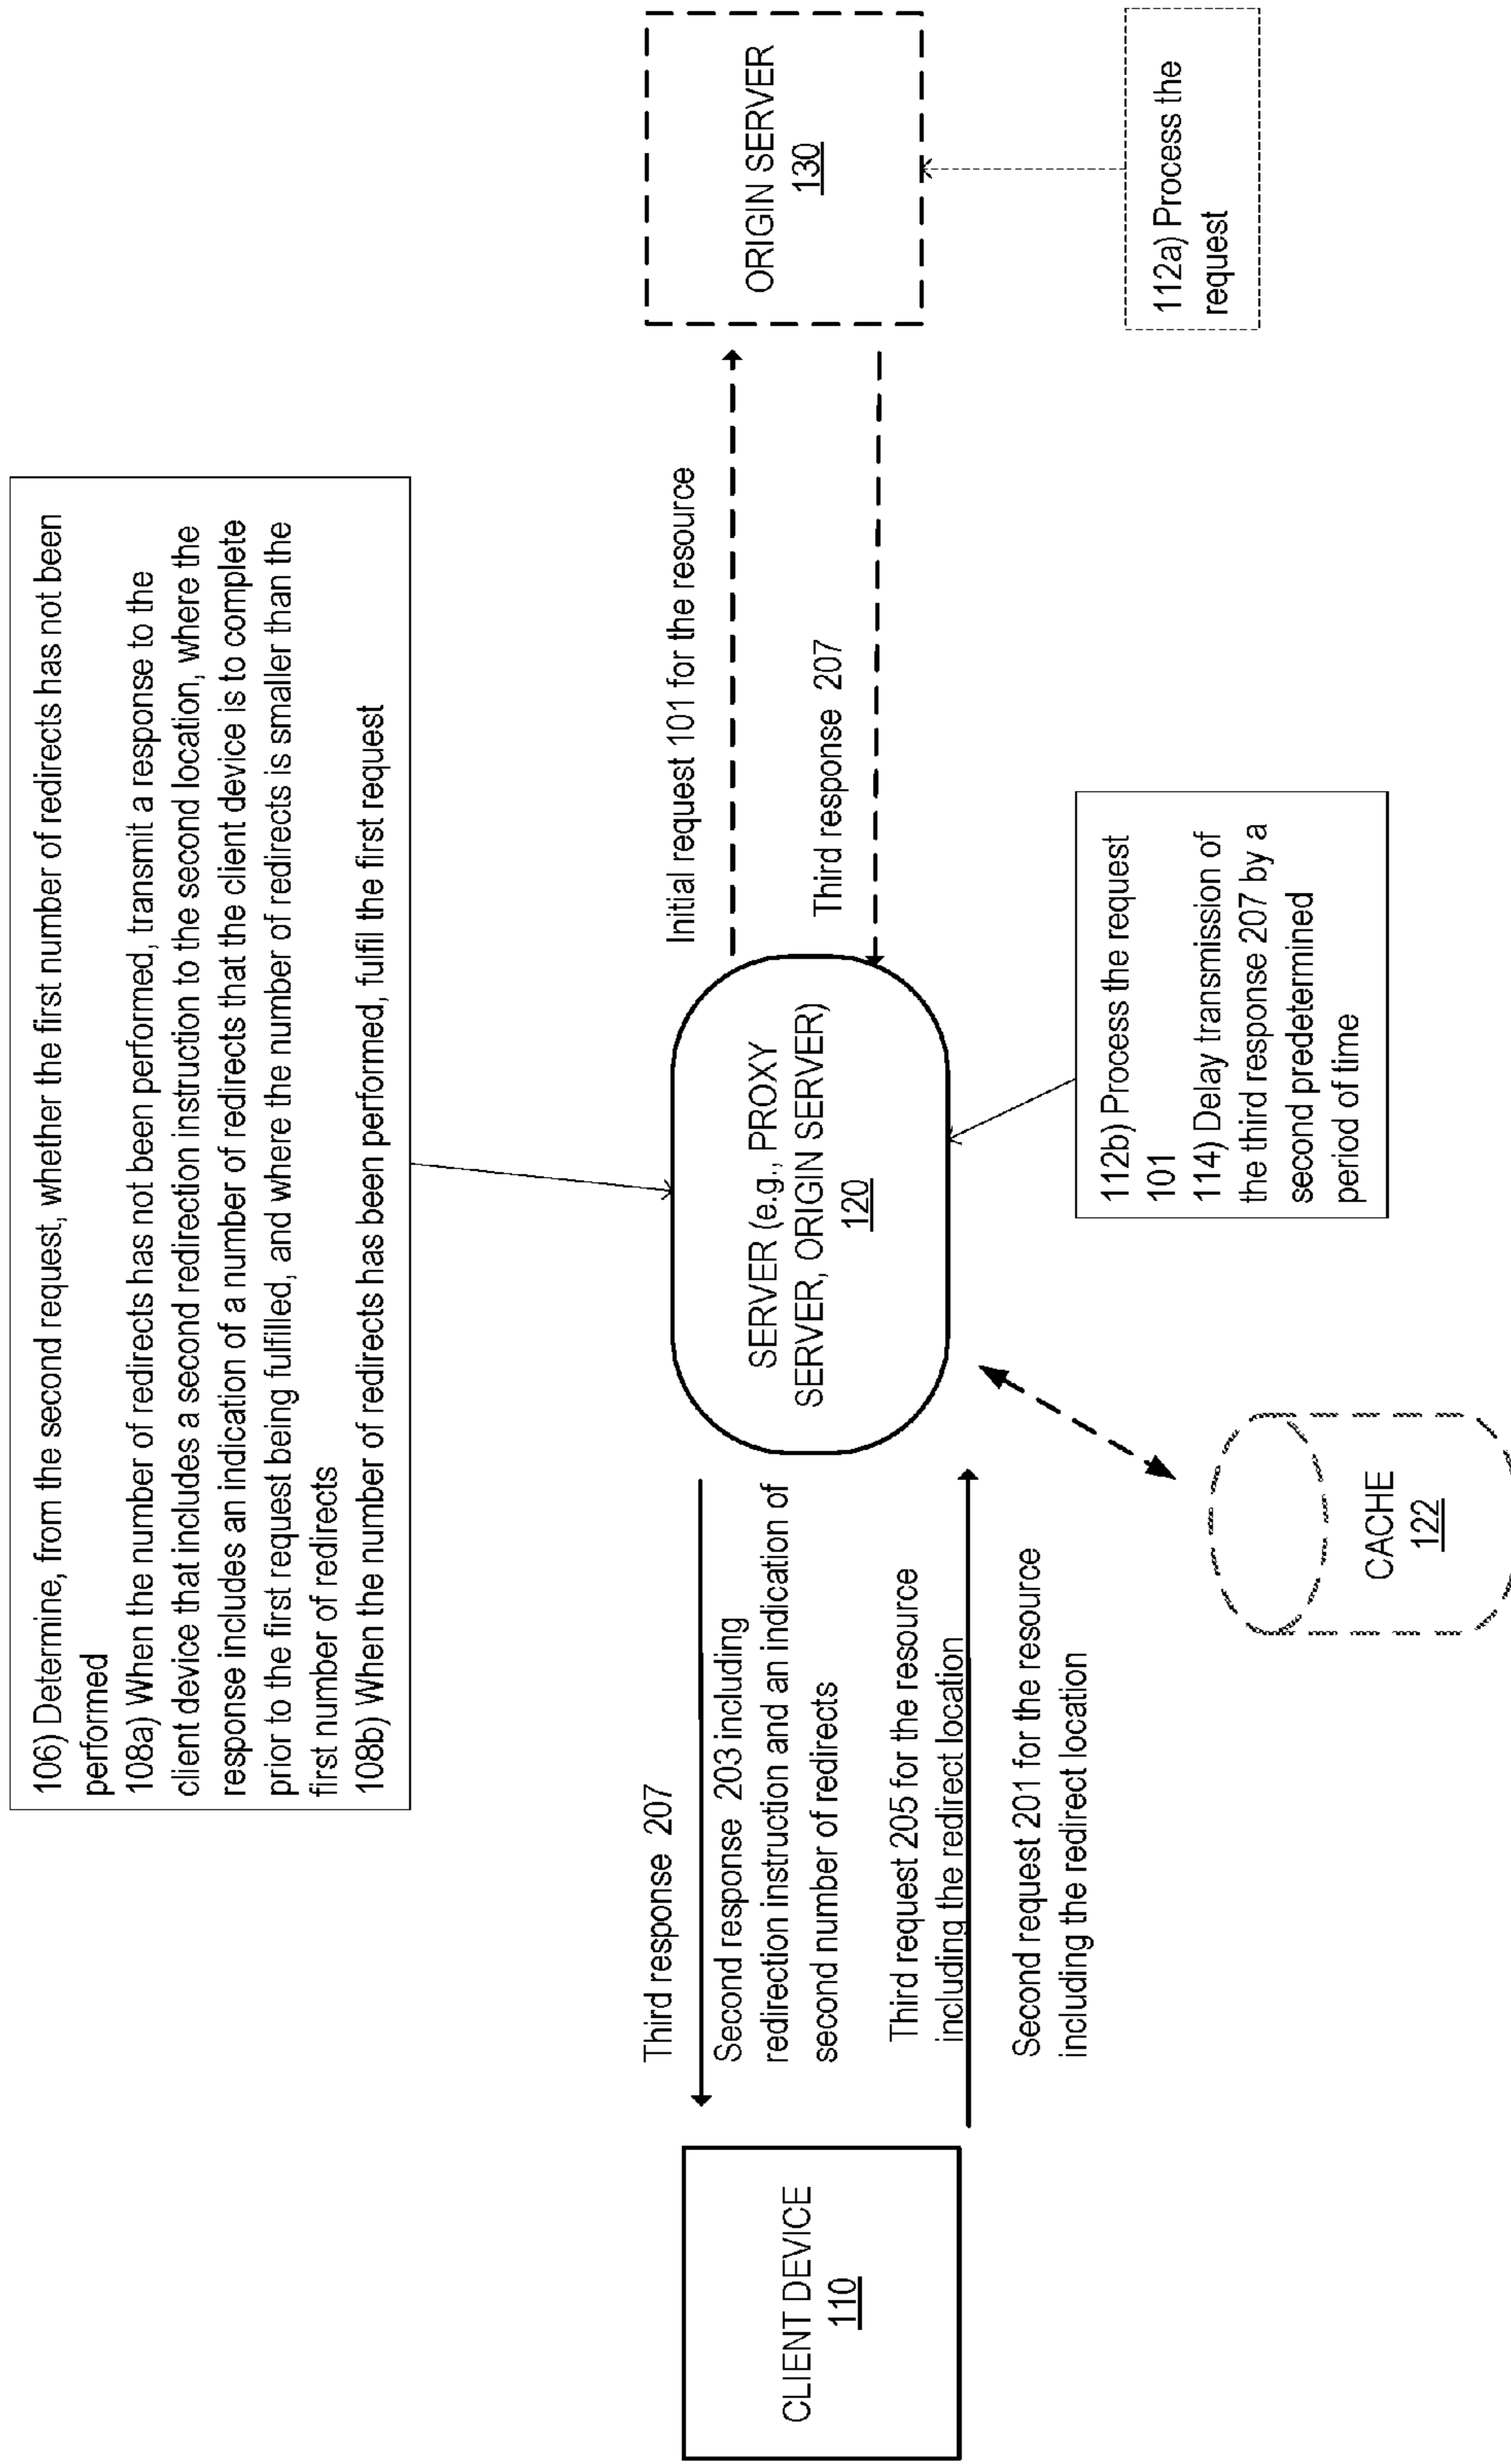 106) Determine, from the second request, whether the first number of redirects has not been
performed
108a) When the number of redirects has not been performed, transmit a response to the
client device that includes a second redirection instruction to the second location, where the
response includes an indication of a number of redirects that the client device is to complete
prior to the first request being fulfilled, and where the number of redirects is smaller than the
first number of redirects
108b) When the number of redirects has been performed, fulfil the first request
Third response 207
Second response 203 including
redirection instruction and an indication of
second number of redirects
Third request 205 for the resource
including the redirect location
Second request 201 for the resource
including the redirect location
CLIENT DEVICE
110
SERVER (e.g., PROXY
SERVER, ORIGIN SERVER)
120
Initial request 101 for the resource
Third response 207
ORIGIN SERVER
130
CACHE
122
112b) Process the request
101
114) Delay transmission of
the third response 207 by a
second predetermined
period of time
112a) Process the
request